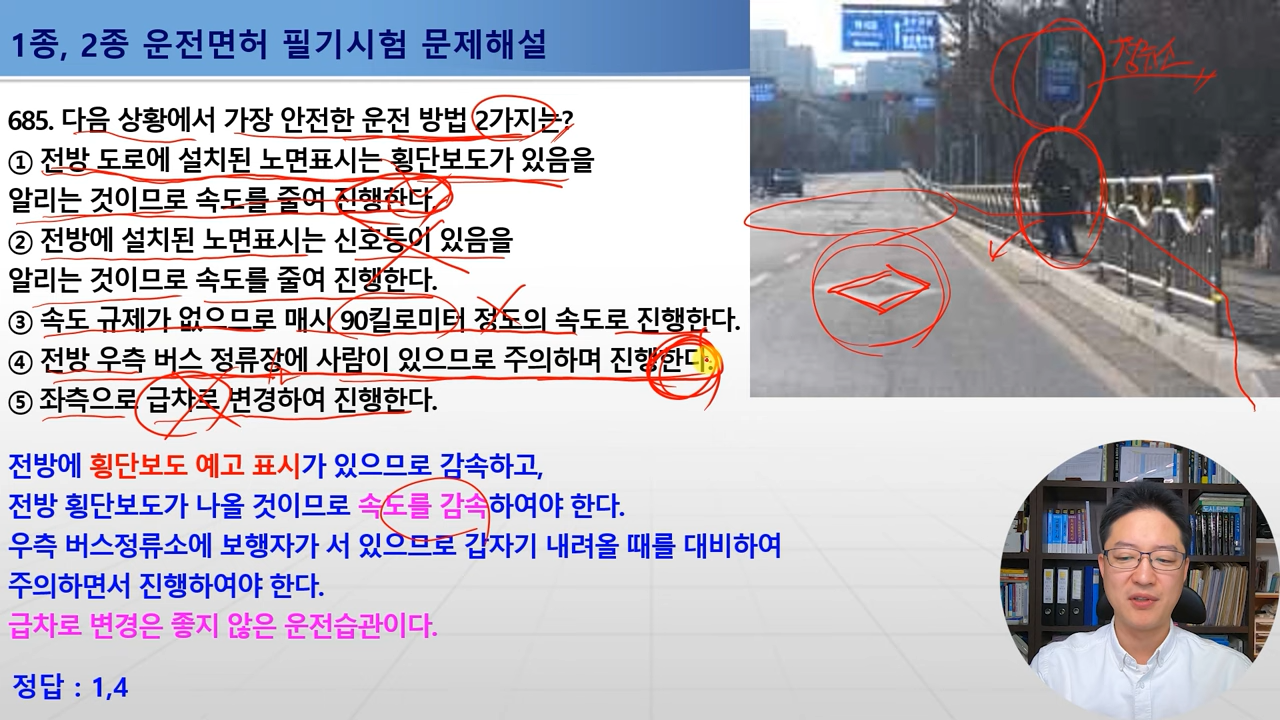 1종, 2종 운전면허 필기시험 문제해설
685. 다음 상황에서 가장 안전한 운전 방법 2가지는?
① 전방 도로에 설치된 노면표시는 횡단보도가 있음을
알리는 것이므로 속도를 줄여 진행한다.
② 전방에 설치된 노면표시는 신호등이 있음을
알리는 것이므로 속도를 줄여 진행한다.
③ 속도 규제가 없으므로 매시 90킬로미터 정도의 속도로 진행한다.
④ 전방 우측 버스 정류장에 사람이 있으므로 주의하며 진행한다.
⑤ 좌측으로 급차로 변경하여 진행한다.
정류소
전방에 횡단보도 예고 표시가 있으므로 감속하고,
전방 횡단보도가 나올 것이므로 속도를 감속하여야 한다.
우측 버스정류소에 보행자가 서 있으므로 갑자기 내려올 때를 대비하여
주의하면서 진행하여야 한다.
급차로 변경은 좋지 않은 운전습관이다.
정답 : 1,4